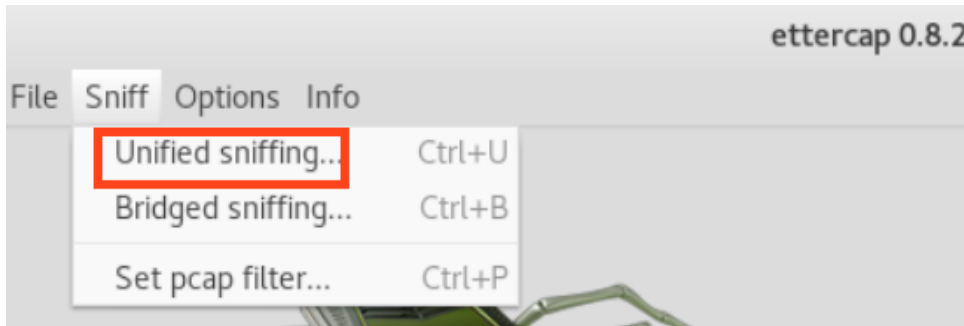 ettercap 0.8.2
File Sniff Options Info
Unified sniffing... Ctrl+U
Bridged sniffing... Ctrl+B
Set pcap filter... Ctrl+P